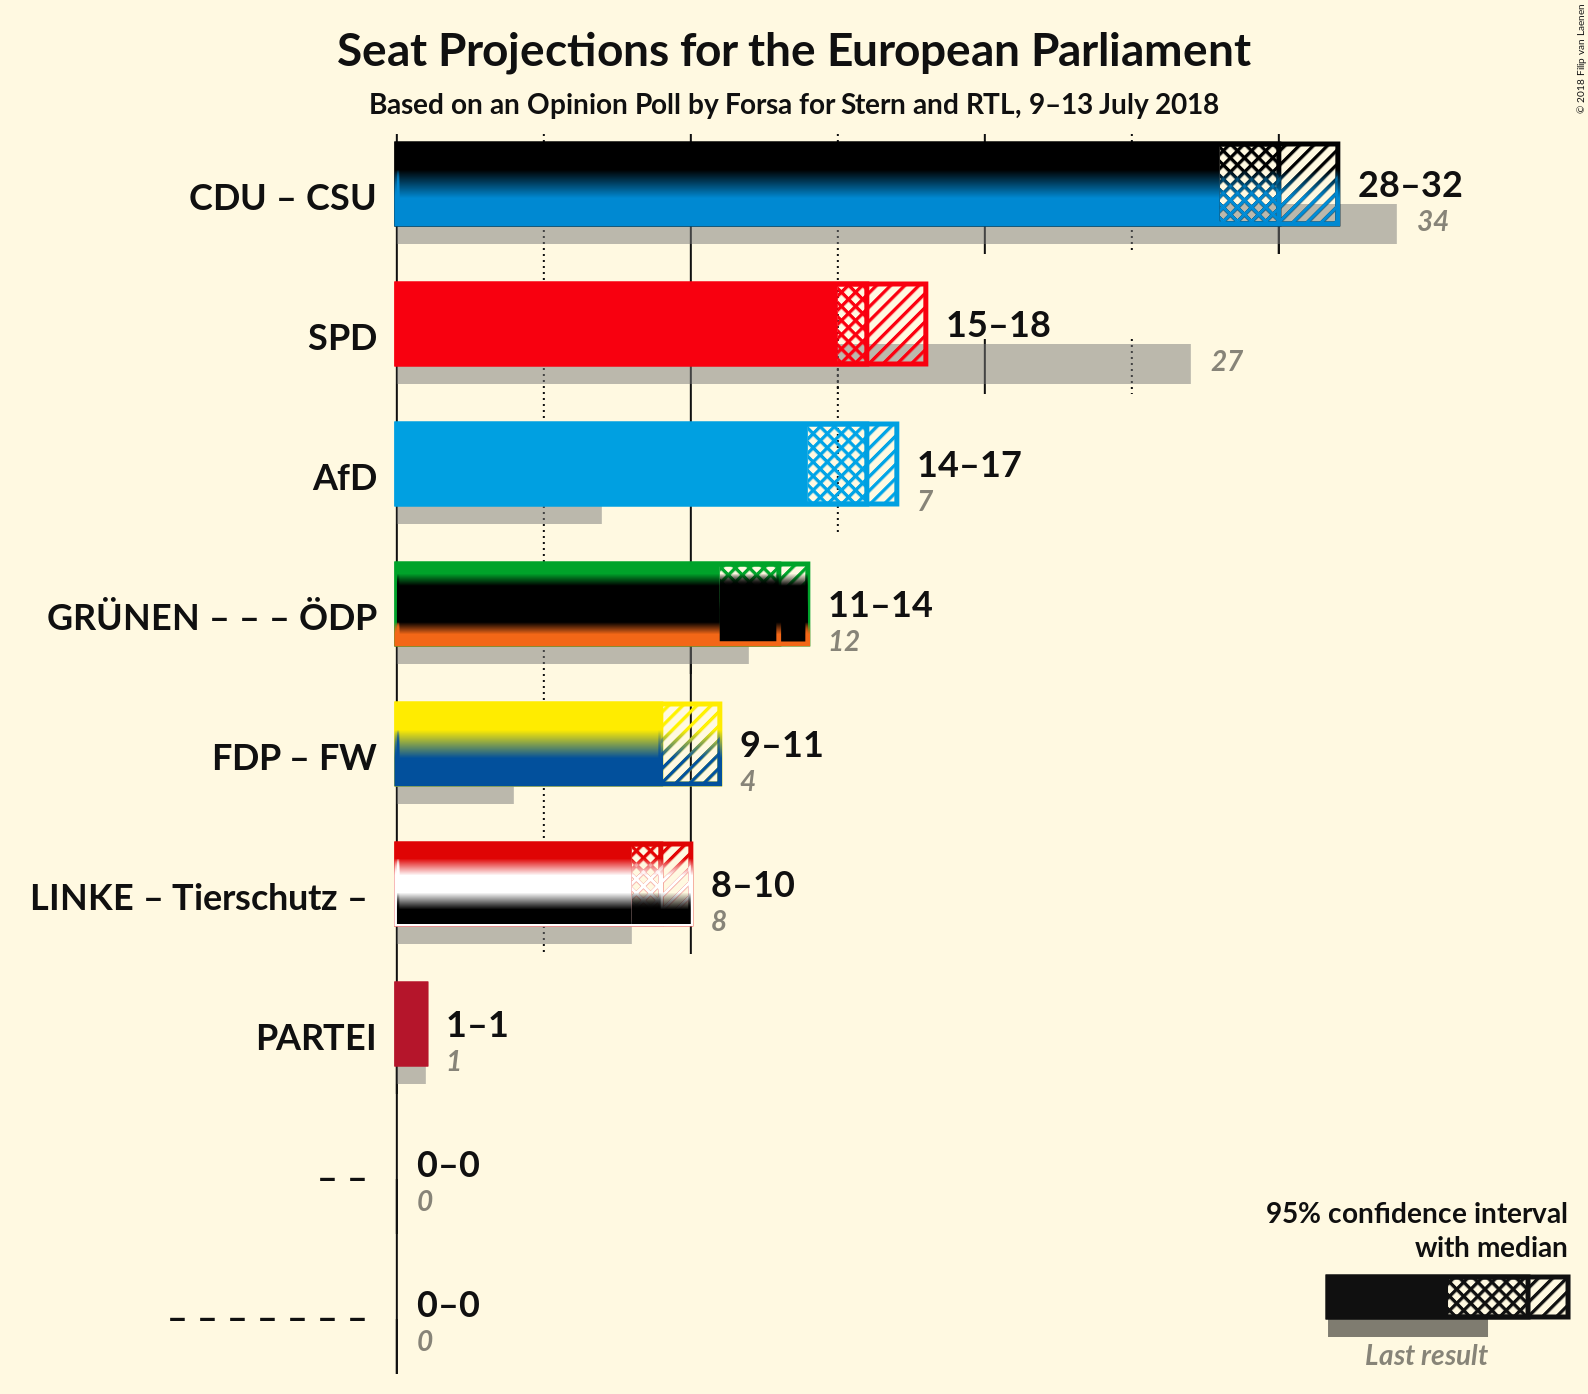 Seat Projections for the European Parliament
Based on an Opinion Poll by Forsa for Stern and RTL, 9–13 July 2018
© 2018 Filip van Laenen
CDU – CSU
28–32
34
SPD
15–18
27
AfD
14–17
7
GRÜNEN – – – ÖDP
11–14
12
FDP – FW
9–11
4
LINKE – Tierschutz –
8–10
8
PARTEI
1–1
1
– –
0–0
0
– – – – – – –
0–0
0
95% confidence interval
with median
Last result